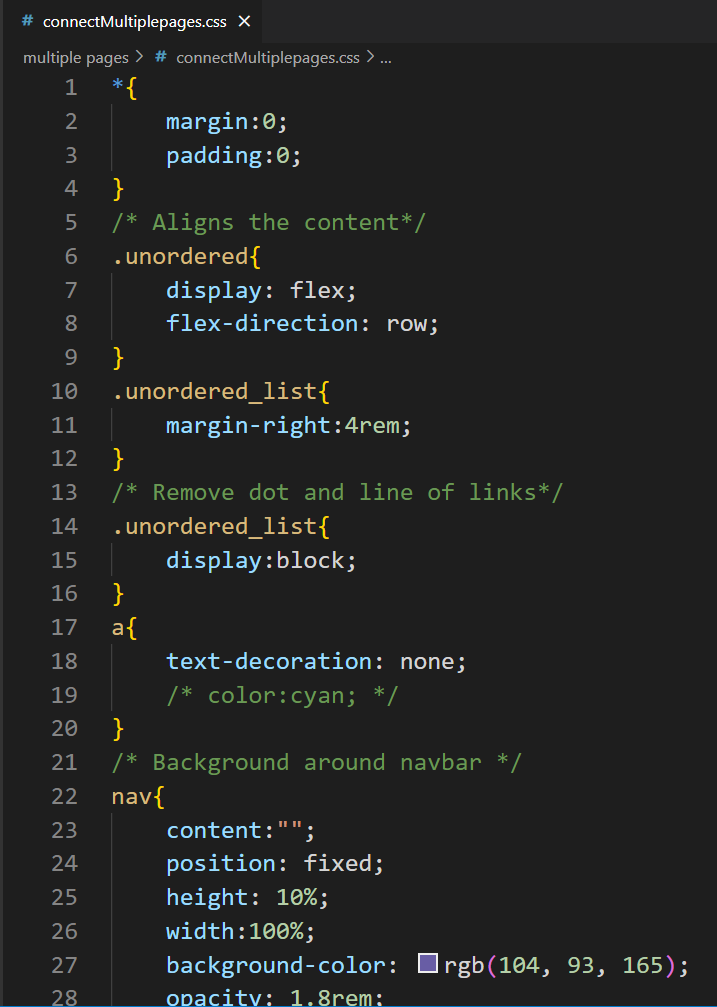 # connectMultiplepages.css ×
multiple pages > # connectMultiplepages.css > ...
1 *{
2 margin:0;
3 padding:0;
4 }
5 /* Aligns the content*/
6 .unordered{
7 display: flex;
8 flex-direction: row;
9 }
10 .unordered_list{
11 margin-right:4rem;
12 }
13 /* Remove dot and line of links*/
14 .unordered_list{
15 display:block;
16 }
17 a{
18 text-decoration: none;
19 /* color:cyan; */
20 }
21 /* Background around navbar */
22 nav{
23 content:"";
24 position: fixed;
25 height: 10%;
26 width:100%;
27 background-color: rgb(104, 93, 165);
28 opacity: 1.8rem;